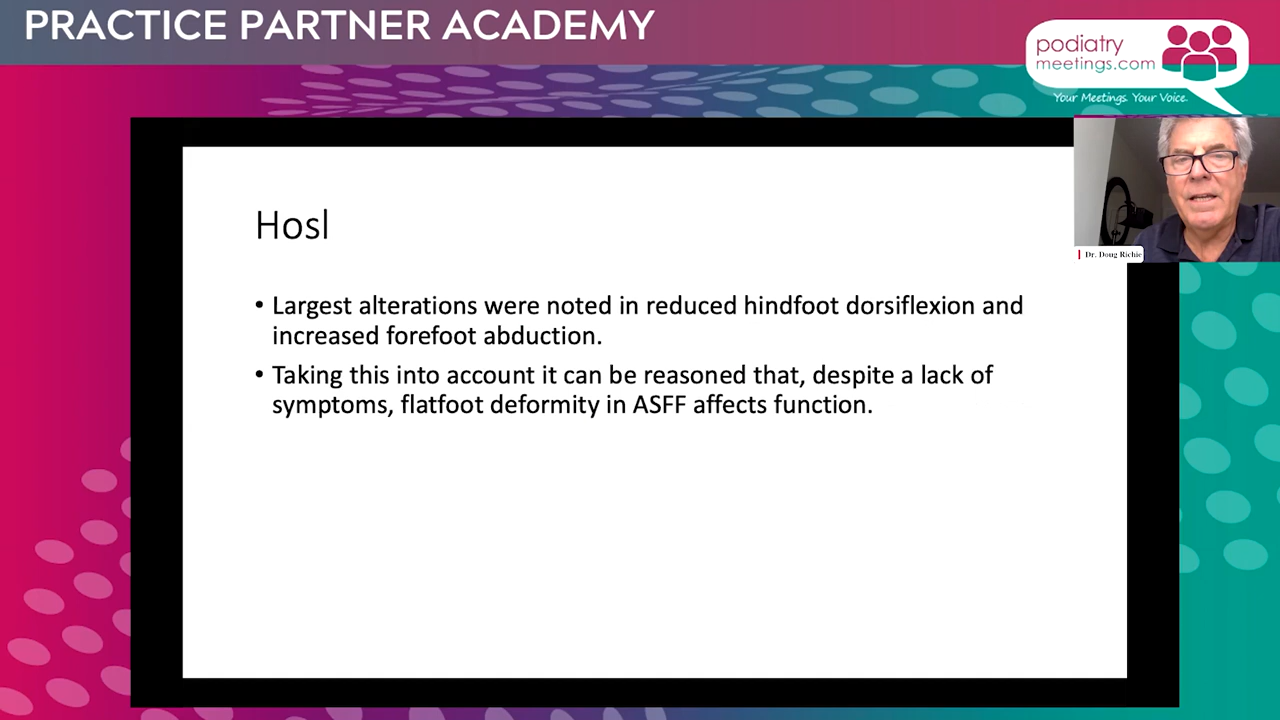 PRACTICE PARTNER ACADEMY
podiatry
meetings.com
Your Meetings. Your Voice.
Dr. Doug Richie
Hosl
• Largest alterations were noted in reduced hindfoot dorsiflexion and
increased forefoot abduction.
• Taking this into account it can be reasoned that, despite a lack of
symptoms, flatfoot deformity in ASFF affects function.